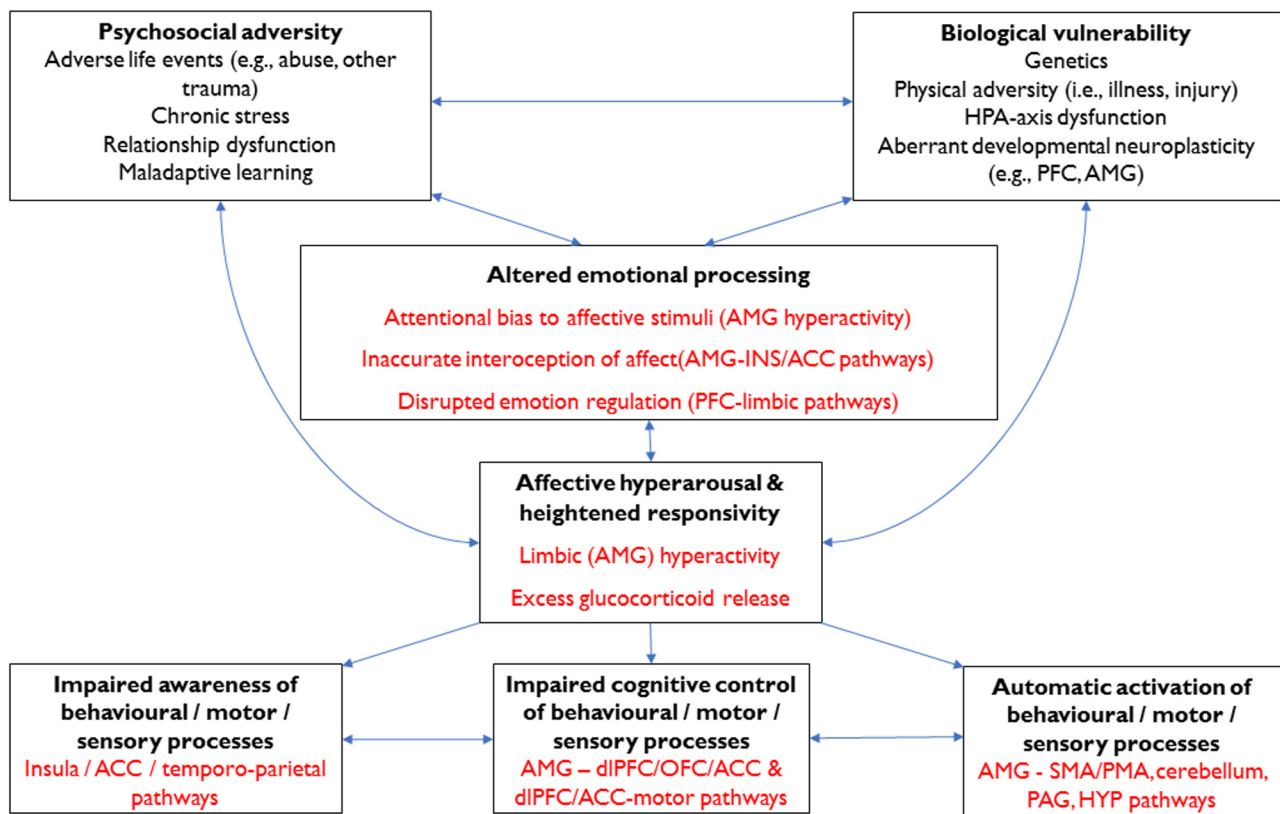 Psychosocial adversity
Adverse life events (e.g., abuse, other
trauma)
Chronic stress
Relationship dysfunction
Maladaptive learning
Biological vulnerability
Genetics
Physical adversity (i.e., illness, injury)
HPA-axis dysfunction
Aberrant developmental neuroplasticity
(e.g., PFC, AMG)
Altered emotional processing
Attentional bias to affective stimuli (AMG hyperactivity)
Inaccurate interoception of affect(AMG-INS/ACC pathways)
Disrupted emotion regulation (PFC-limbic pathways)
Affective hyperarousal &
heightened responsivity
Limbic (AMG) hyperactivity
Excess glucocorticoid release
Impaired awareness of
behavioural / motor /
sensory processes
Insula / ACC / temporo-parietal
pathways
Impaired cognitive control
of behavioural / motor /
sensory processes
AMG – dlPFC/OFC/ACC &
dlPFC/ACC-motor pathways
Automatic activation of
behavioural / motor /
sensory processes
AMG - SMA/PMA, cerebellum,
PAG, HYP pathways